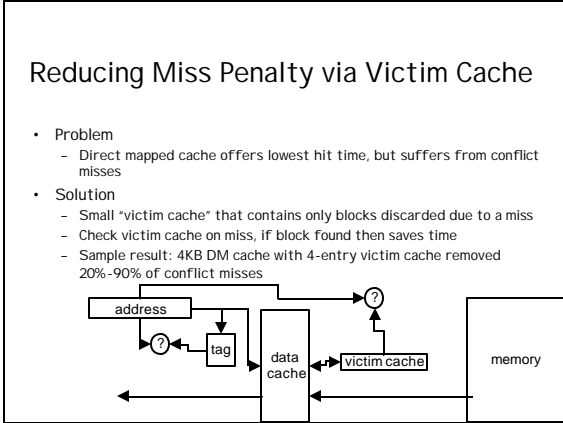 Reducing Miss Penalty via Victim Cache
• Problem
– Direct mapped cache offers lowest hit time, but suffers from conflict
misses
• Solution
– Small “victim cache” that contains only blocks discarded due to a miss
– Check victim cache on miss, if block found then saves time
– Sample result: 4KB DM cache with 4-entry victim cache removed
20%-90% of conflict misses
?
address
?
tag
data
cache
victim cache
memory